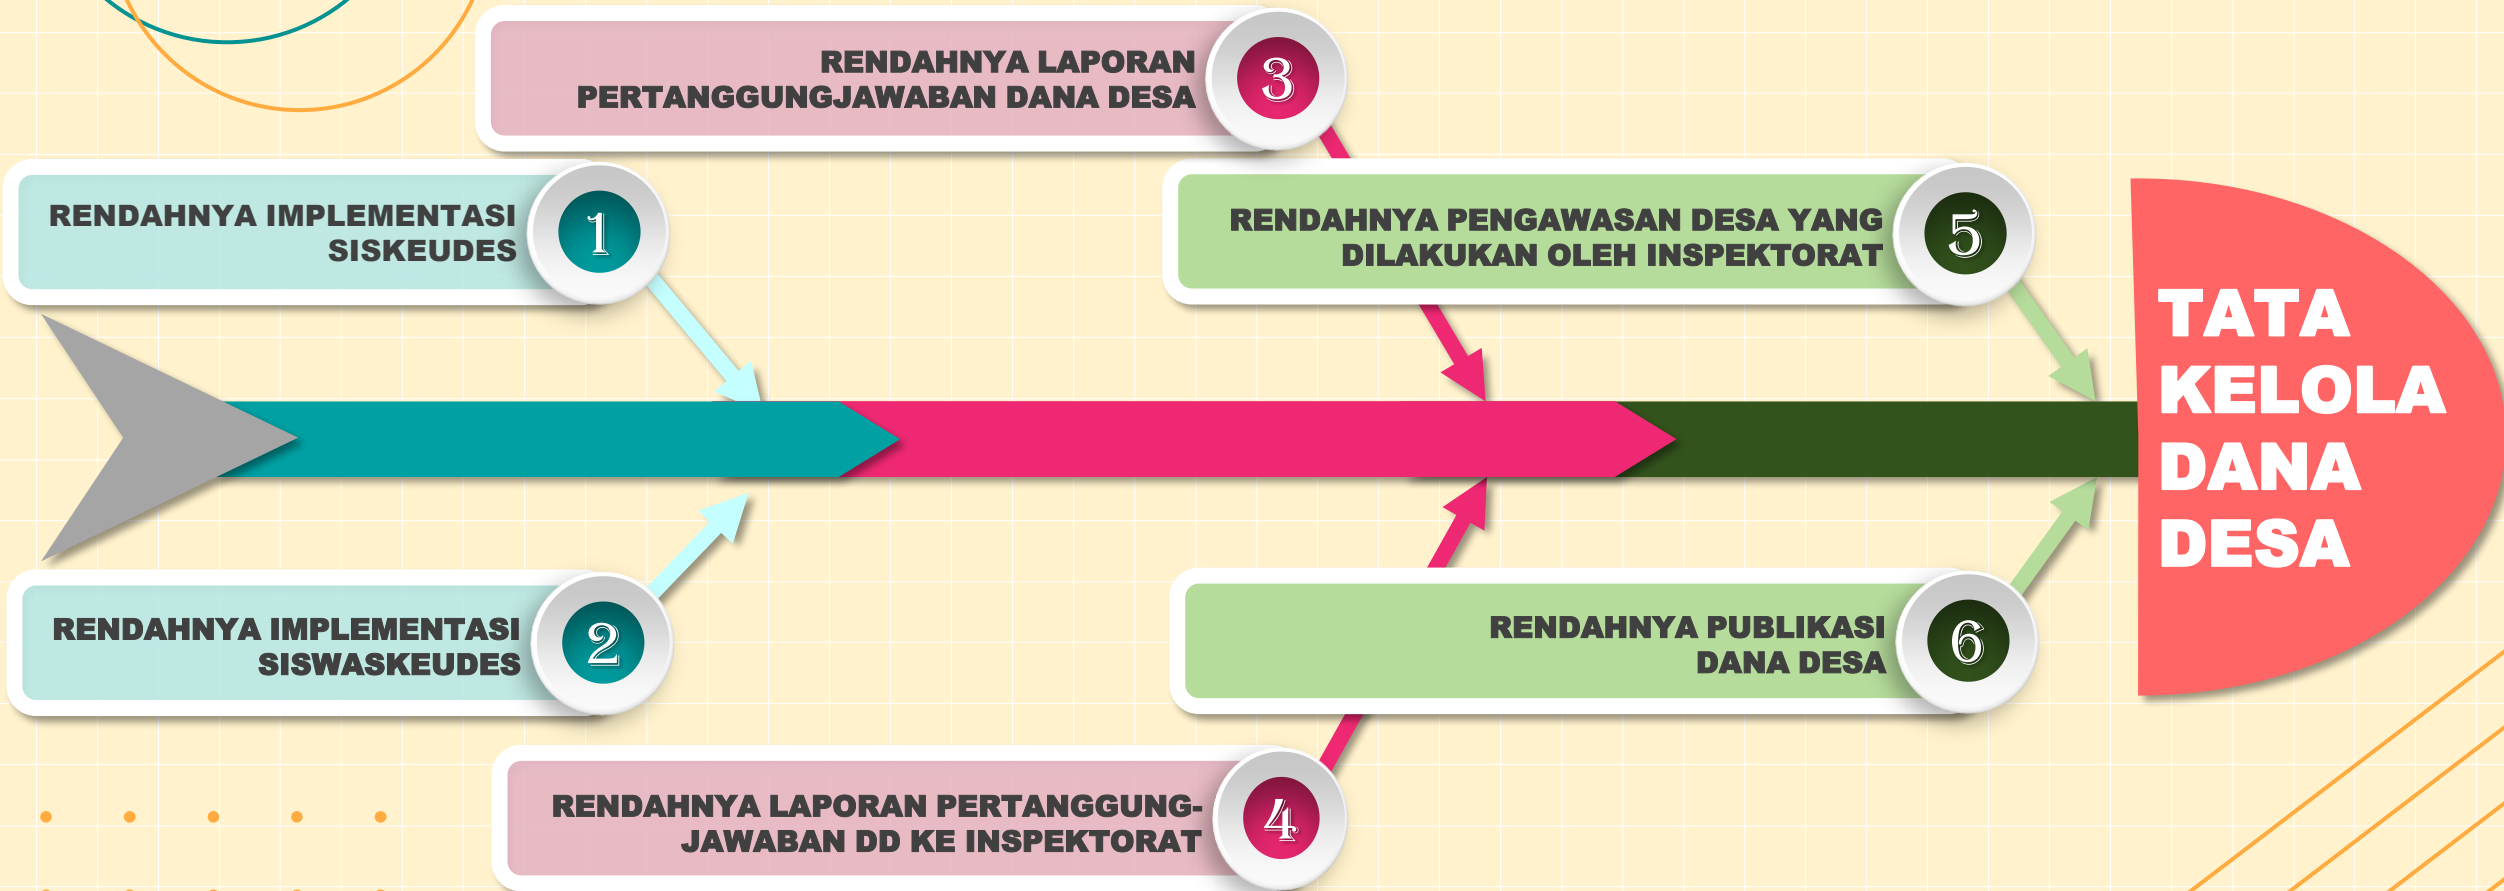 RENDAHNYA IMPLEMENTASI
SISKEUDES
1
RENDAHNYA IMPLEMENTASI
SISWASKEUDES
2
RENDAHNYA LAPORAN
PERTANGGUNGJAWABAN DANA DESA
3
RENDAHNYA LAPORAN PERTANGGUNG-
JAWABAN DD KE INSPEKTORAT
4
RENDAHNYA PENGAWASAN DESA YANG
DILAKUKAN OLEH INSPEKTORAT
5
RENDAHNYA PUBLIKASI
DANA DESA
6
TATA
KELOLA
DANA
DESA